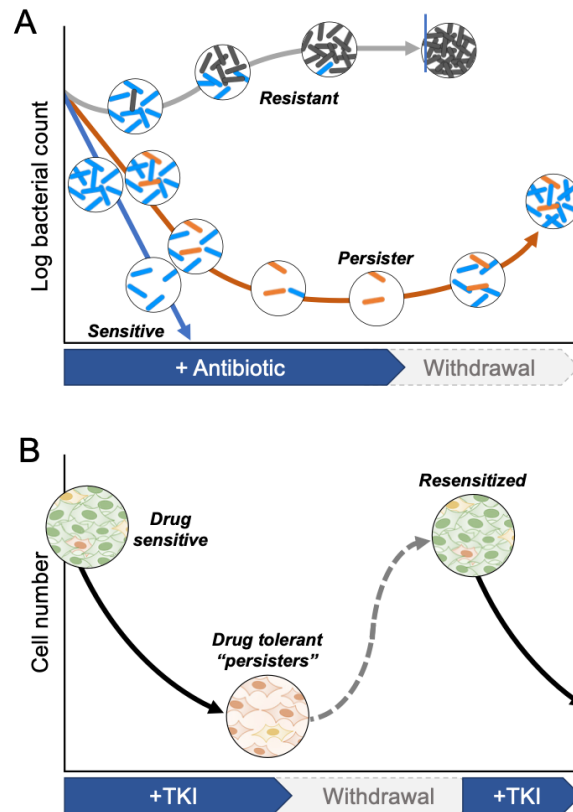 A
Log bacterial count
Resistant
Persister
Sensitive
+ Antibiotic
Withdrawal
B
Cell number
Drug
sensitive
Resensitized
Drug tolerant
“persisters”
+TKI
Withdrawal
+TKI